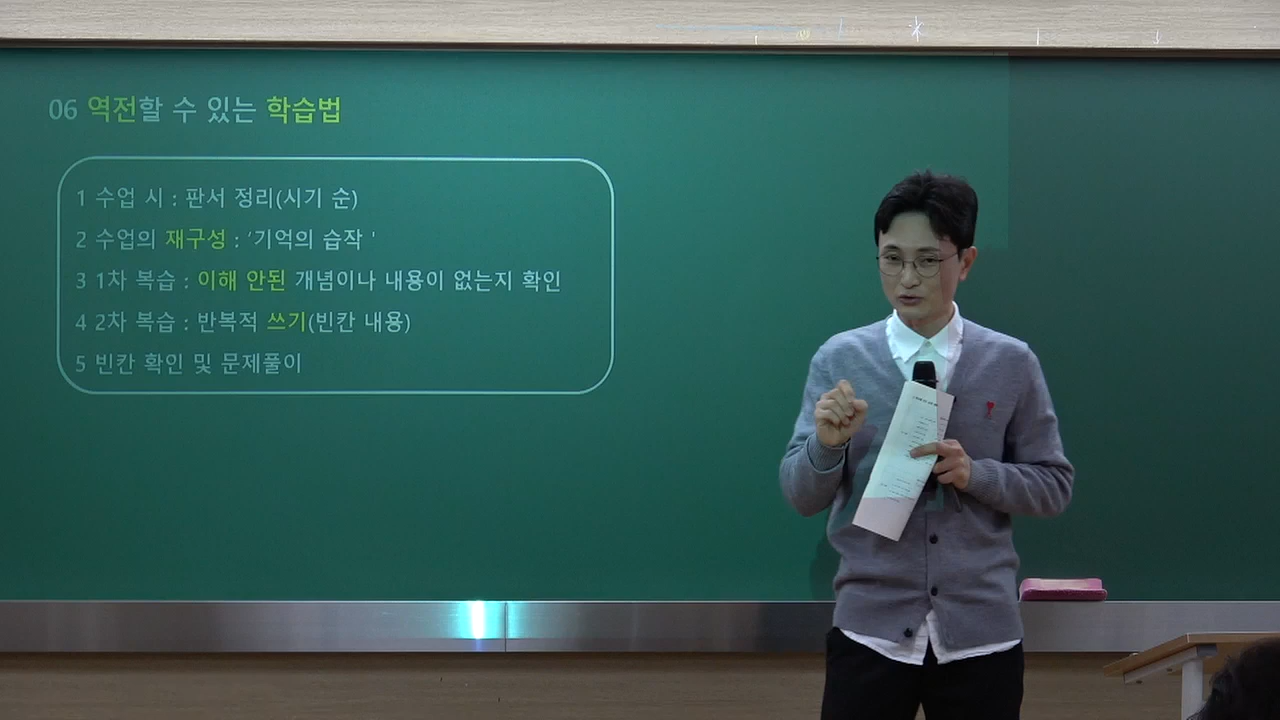 06 역전할 수 있는 학습법
1 수업 시 : 판서 정리(시기 순)
2 수업의 재구성 : '기억의 습작 '
3 1차 복습 : 이해 안된 개념이나 내용이 없는지 확인
4 2차 복습 : 반복적 쓰기(빈칸 내용)
5 빈칸 확인 및 문제풀이